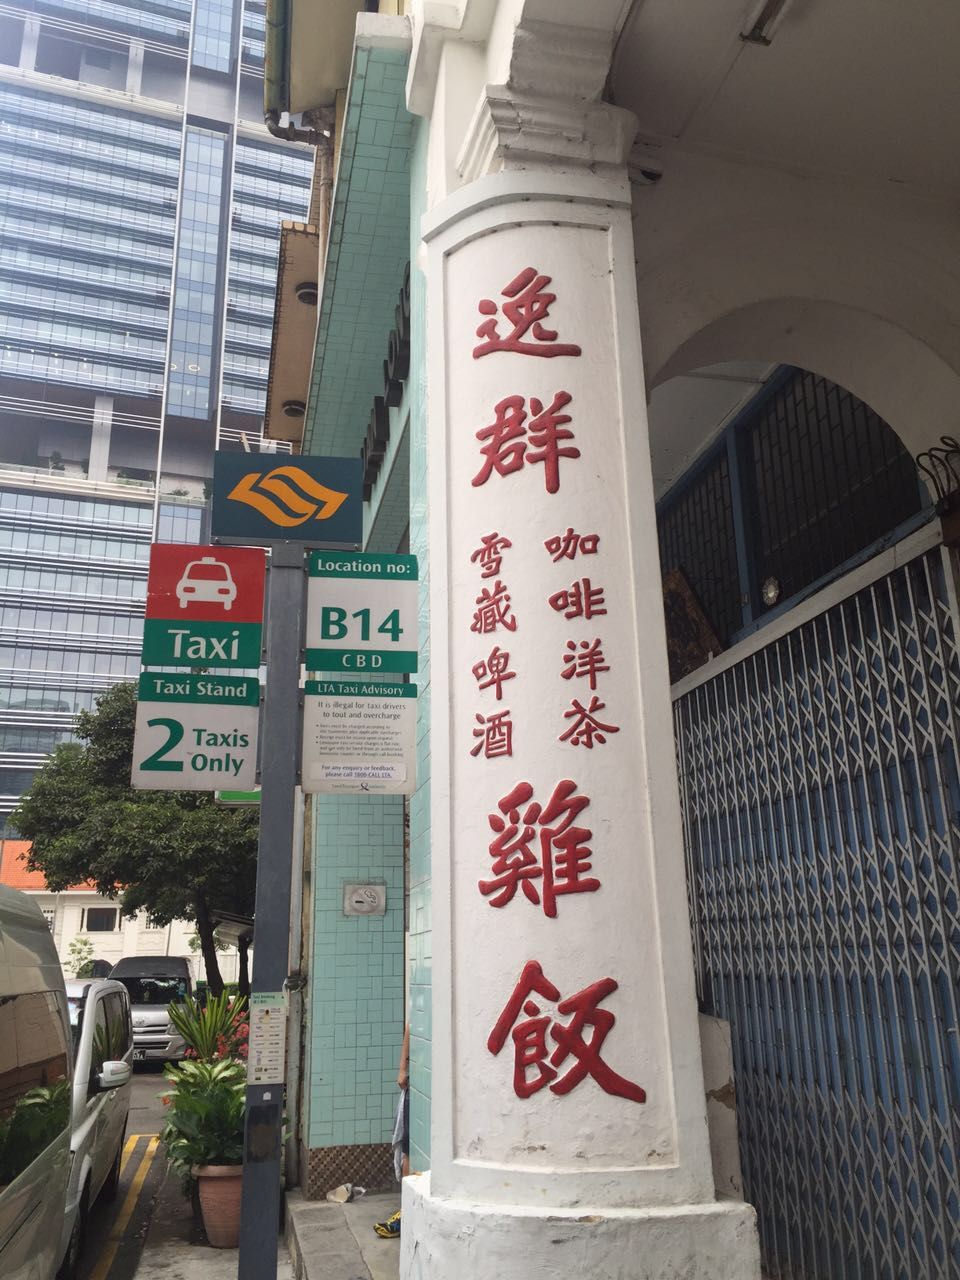 Taxi
Taxi Stand
2 Taxis
Only
Location no:
B14
CBD
LTA Taxi Advisory
It is illegal for taxi drivers
to tout and overcharge
For any enquiry or feedback,
please call 1800-CALL LTA.
逸群
咖啡洋茶
雪藏啤酒
雞飯